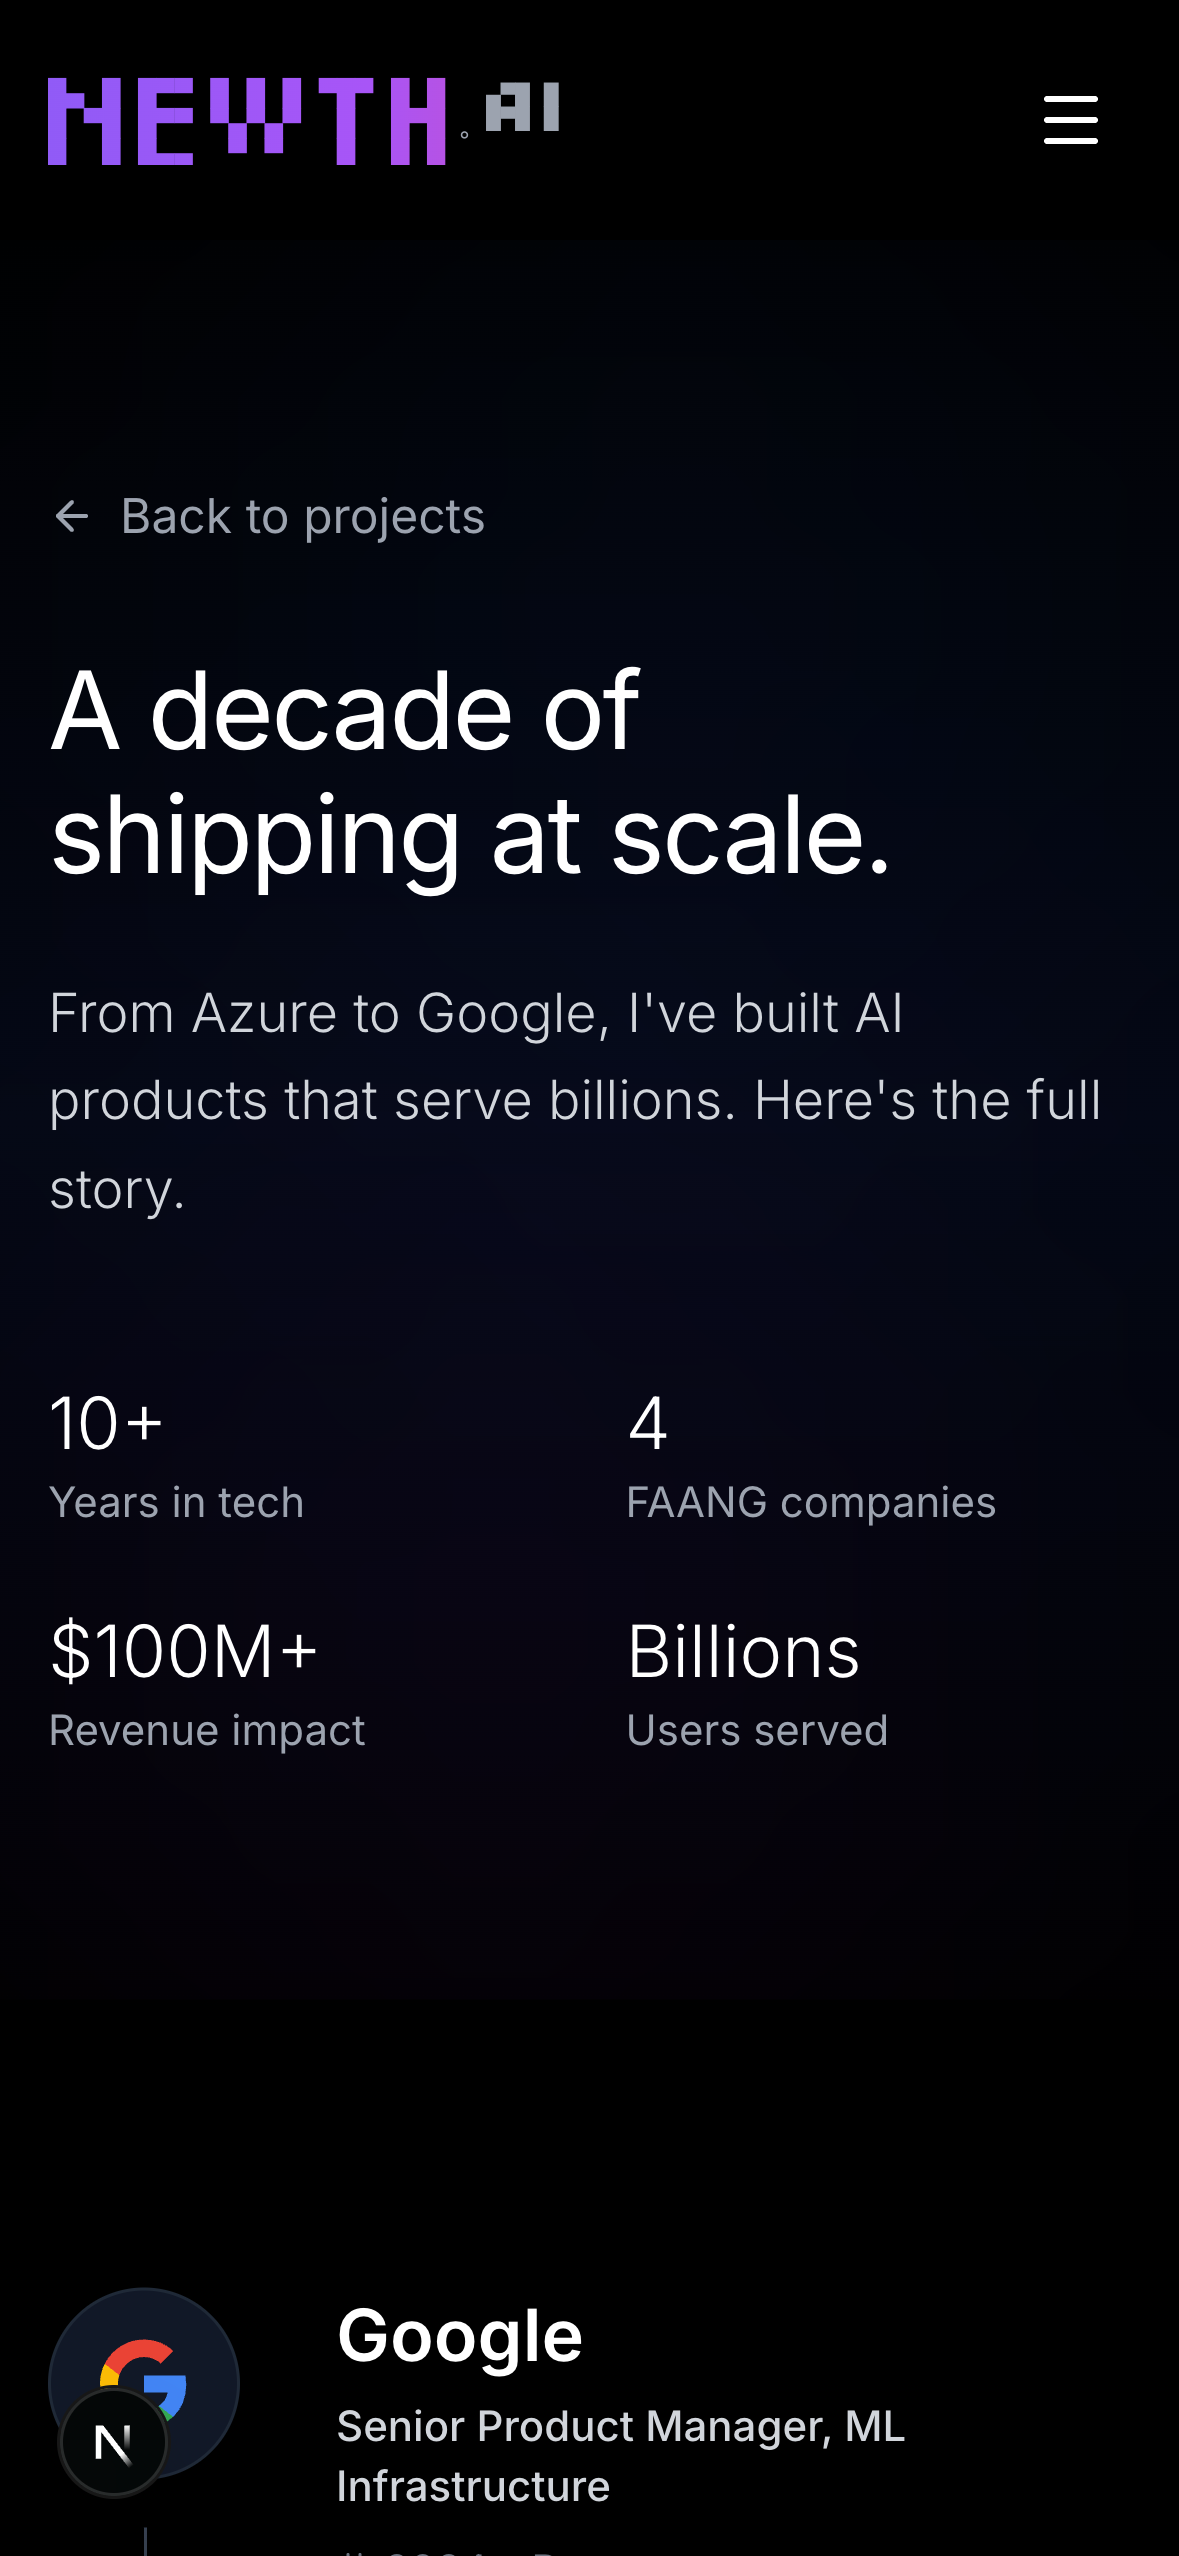 NEWTH.AI
Back to projects
A decade of
shipping at scale.
From Azure to Google, I've built AI
products that serve billions. Here's the full
story.
10+
Years in tech
4
FAANG companies
$100M+
Revenue impact
Billions
Users served
Google
N
Senior Product Manager, ML
Infrastructure